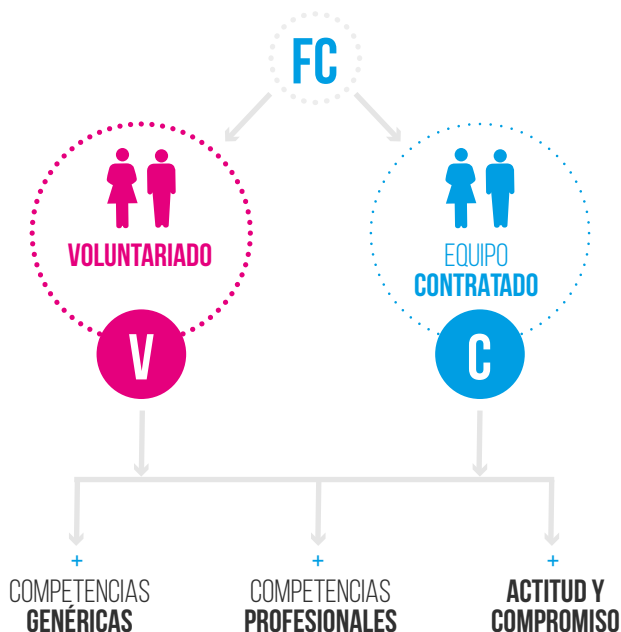 FC
VOLUNTARIADO
EQUIPO
CONTRATADO
V
C
+
COMPETENCIAS
GENÉRICAS
+
COMPETENCIAS
PROFESIONALES
+
ACTITUD Y
COMPROMISO